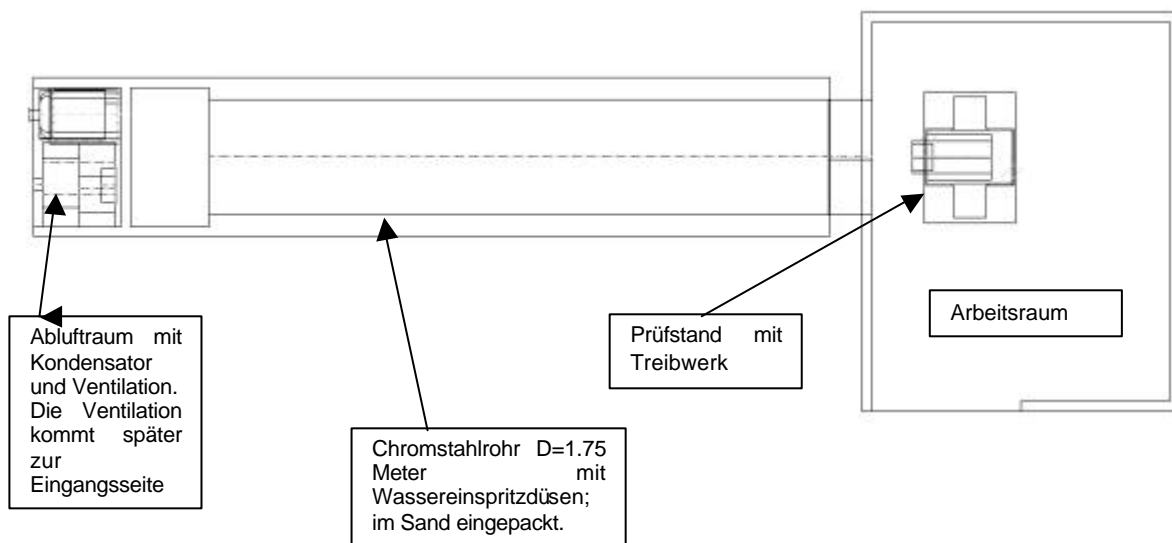 Abluftraum mit
Kondensator
und Ventilation.
Die Ventilation
kommt später
zur
Eingangsseite
Chromstahlrohr D=1.75
Meter mit
Wassereinspritzdüsen;
im Sand eingepackt.
Prüfstand mit
Treibwerk
Arbeitsraum